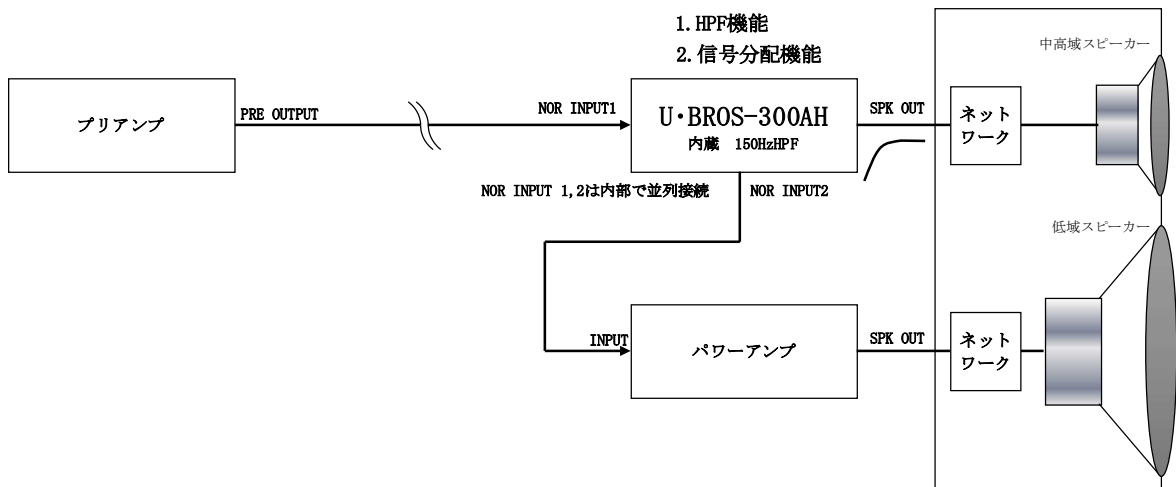 1.HPF機能
2.信号分配機能
中高域スピーカー
プリアンプ
PRE OUTPUT
NOR INPUT1
U・BROS-300AH
内蔵 150HzHPF
SPK OUT
ネット
ワーク
NOR INPUT 1,2は内部で並列接続
NOR INPUT2
低域スピーカー
INPUT
パワーアンプ
SPK OUT
ネット
ワーク